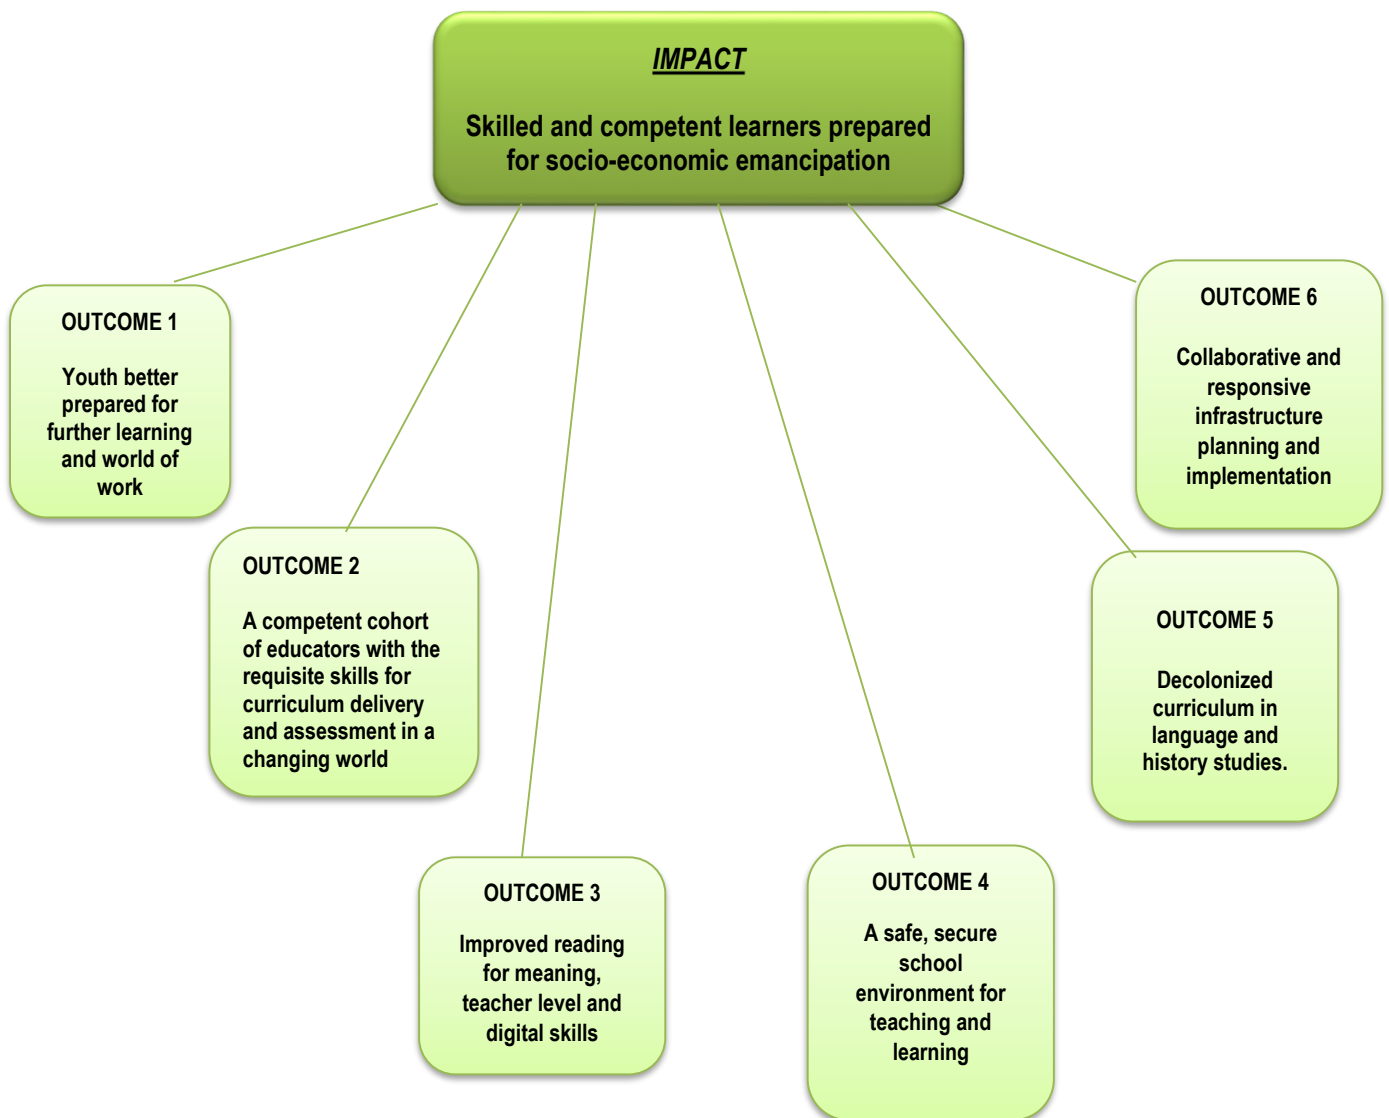 IMPACT
Skilled and competent learners prepared
for socio-economic emancipation
OUTCOME 1
Youth better
prepared for
further learning
and world of
work
OUTCOME 2
A competent cohort
of educators with the
requisite skills for
curriculum delivery
and assessment in a
changing world
OUTCOME 3
Improved reading
for meaning,
teacher level and
digital skills
OUTCOME 4
A safe, secure
school
environment for
teaching and
learning
OUTCOME 5
Decolonized
curriculum in
language and
history studies.
OUTCOME 6
Collaborative and
responsive
infrastructure
planning and
implementation